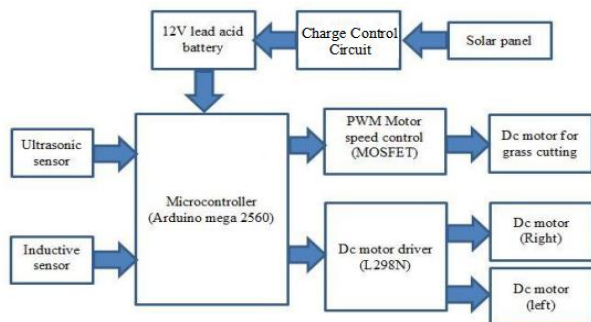 12V lead acid
battery
Charge Control
Circuit
Solar panel
Ultrasonic
sensor
PWM Motor
speed control
(MOSFET)
Dc motor for
grass cutting
Microcontroller
(Arduino mega 2560)
Inductive
sensor
Dc motor driver
(L298N)
Dc motor
(Right)
Dc motor
(left)